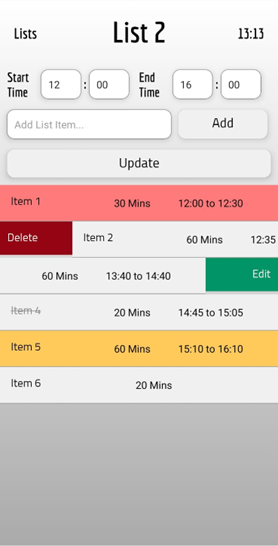 Lists List 2 13:13
Start Time 12 : 00 End Time 16 : 00
Add List Item... Add
Update
Item 1 30 Mins 12:00 to 12:30
Delete Item 2 60 Mins 12:35
60 Mins 13:40 to 14:40 Edit
Item 4 20 Mins 14:45 to 15:05
Item 5 60 Mins 15:10 to 16:10
Item 6 20 Mins